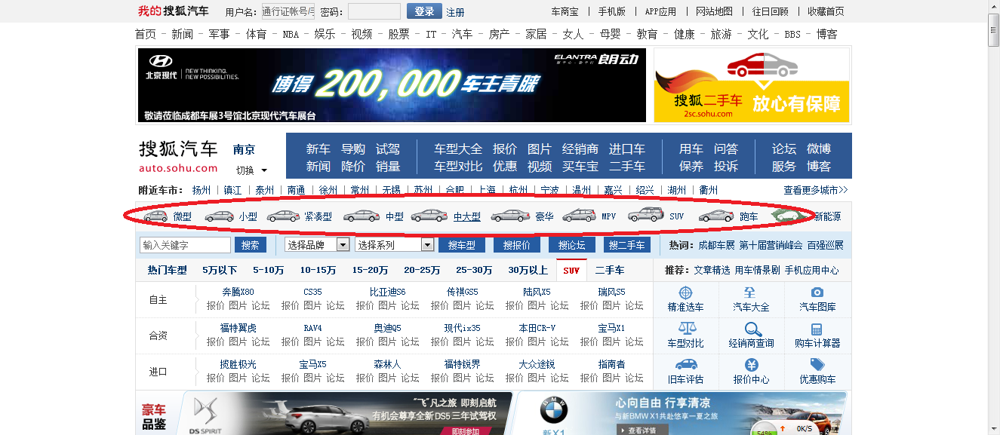 我的搜狐汽车 用户名： 通行证帐号/手 密码： 登录 注册 车商宝 | 手机版 | APP应用 | 网站地图 | 往日回顾 | 收藏首页
首页 - 新闻 - 军事 - 体育 - NBA - 娱乐 - 视频 - 股票 - IT - 汽车 - 房产 - 家居 - 女人 - 母婴 - 教育 - 健康 - 旅游 - 文化 - BBS - 博客
北京现代 NEW THINKING. NEW POSSIBILITIES.
ELANTRA 朗动
博得 200,000 车主青睐
敬请莅临成都车展3号馆北京现代汽车展台
搜狐二手车 放心有保障
2sc.sohu.com
搜狐汽车 南京
auto.sohu.com 切换
新车 导购 试驾 车型大全 报价 图片 经销商 进口车 用车 问答 论坛 微博
新闻 降价 销量 车型对比 优惠 视频 买车宝 二手车 保养 投诉 服务 博客
附近车市： 扬州 | 镇江 | 泰州 | 南通 | 徐州 | 常州 | 无锡 | 苏州 | 合肥 | 上海 | 杭州 | 宁波 | 温州 | 嘉兴 | 绍兴 | 湖州 | 衢州 查看更多城市>>
微型 小型 紧凑型 中型 中大型 豪华 MPV SUV 跑车 新能源
输入关键字 搜索 选择品牌 选择系列 搜车型 搜报价 搜论坛 搜二手车 热词： 成都车展 第十届营销峰会 百强巡展
热门车型 5万以下 5-10万 10-15万 15-20万 20-25万 25-30万 30万以上 SUV 二手车 推荐： 文章精选 用车情景剧 手机应用中心
自主 奔腾X80 CS35 比亚迪S6 传祺GS5 陆风X5 瑞风S5
报价 图片 论坛 报价 图片 论坛 报价 图片 论坛 报价 图片 论坛 报价 图片 论坛 报价 图片 论坛
精准选车 汽车大全 汽车图库
合资 福特翼虎 RAV4 奥迪Q5 现代ix35 本田CR-V 宝马X1
报价 图片 论坛 报价 图片 论坛 报价 图片 论坛 报价 图片 论坛 报价 图片 论坛 报价 图片 论坛
车型对比 经销商查询 购车计算器
进口 揽胜极光 宝马X5 森林人 福特锐界 大众途锐 指南者
报价 图片 论坛 报价 图片 论坛 报价 图片 论坛 报价 图片 论坛 报价 图片 论坛 报价 图片 论坛
旧车评估 报价中心 优惠购车
豪车
品鉴
DS SPIRIT
"飞"凡之旅 即刻启航
有机会尊享全新DS5三年试驾权
即刻参加
BMW
新X1
心向自由 行享清凉
与新BMW X1共赴悠享一夏之旅
查看详情
54% 0K/S